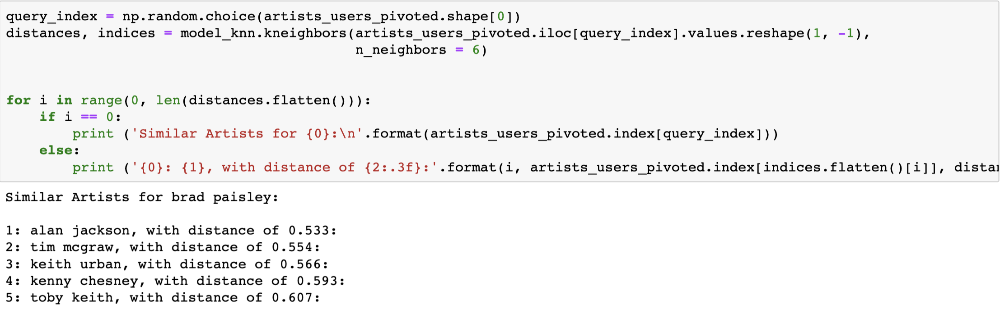 query_index = np.random.choice(artists_users_pivoted.shape[0])
distances, indices = model_knn.kneighbors(artists_users_pivoted.iloc[query_index].values.reshape(1, -1),
                                          n_neighbors = 6)
for i in range(0, len(distances.flatten())):
    if i == 0:
        print ('Similar Artists for {0}:\n'.format(artists_users_pivoted.index[query_index]))
    else:
        print ('{0}: {1}, with distance of {2:.3f}:'.format(i, artists_users_pivoted.index[indices.flatten()[i]],
Similar Artists for brad paisley:
1: alan jackson, with distance of 0.533:
2: tim mcgraw, with distance of 0.554:
3: keith urban, with distance of 0.566:
4: kenny chesney, with distance of 0.593:
5: toby keith, with distance of 0.607: